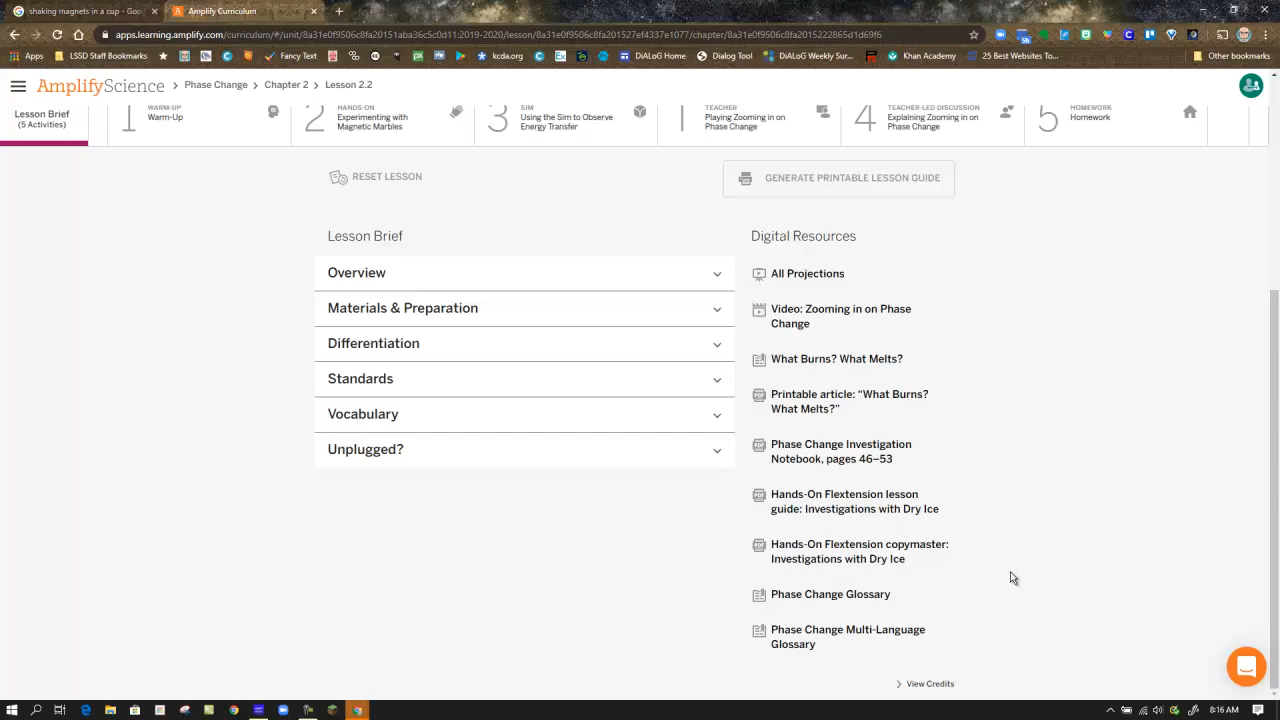 shaking magnets in a cup - Goo
Amplify Curriculum
apps.learning.amplify.com/curriculum/#/unit/8a31e0f9506c8fa20151aba36c5c0d11:2019-2020/lesson/8a31e0f9506c8fa201527ef4337e1077/chapter/8a31e0f9506c8fa2015222865d1d69f6
Apps
LSSD Staff Bookmarks
Fancy Text
kcda.org
DiALoG Home
Dialog Tool
DiALoG Weekly Sur...
Khan Academy
25 Best Websites To...
Other bookmarks
AmplifyScience
Phase Change
Chapter 2
Lesson 2.2
Lesson Brief
(5 Activities)
1
WARM-UP
Warm-Up
2
HANDS-ON
Experimenting with
Magnetic Marbles
3
SIM
Using the Sim to Observe
Energy Transfer
TEACHER
Playing Zooming in on
Phase Change
4
TEACHER-LED DISCUSSION
Explaining Zooming in on
Phase Change
5
HOMEWORK
Homework
RESET LESSON
GENERATE PRINTABLE LESSON GUIDE
Lesson Brief
Overview
Materials & Preparation
Differentiation
Standards
Vocabulary
Unplugged?
Digital Resources
All Projections
Video: Zooming in on Phase
Change
What Burns? What Melts?
Printable article: “What Burns?
What Melts?”
Phase Change Investigation
Notebook, pages 46–53
Hands-On Flextension lesson
guide: Investigations with Dry Ice
Hands-On Flextension copymaster:
Investigations with Dry Ice
Phase Change Glossary
Phase Change Multi-Language
Glossary
View Credits
8:16 AM